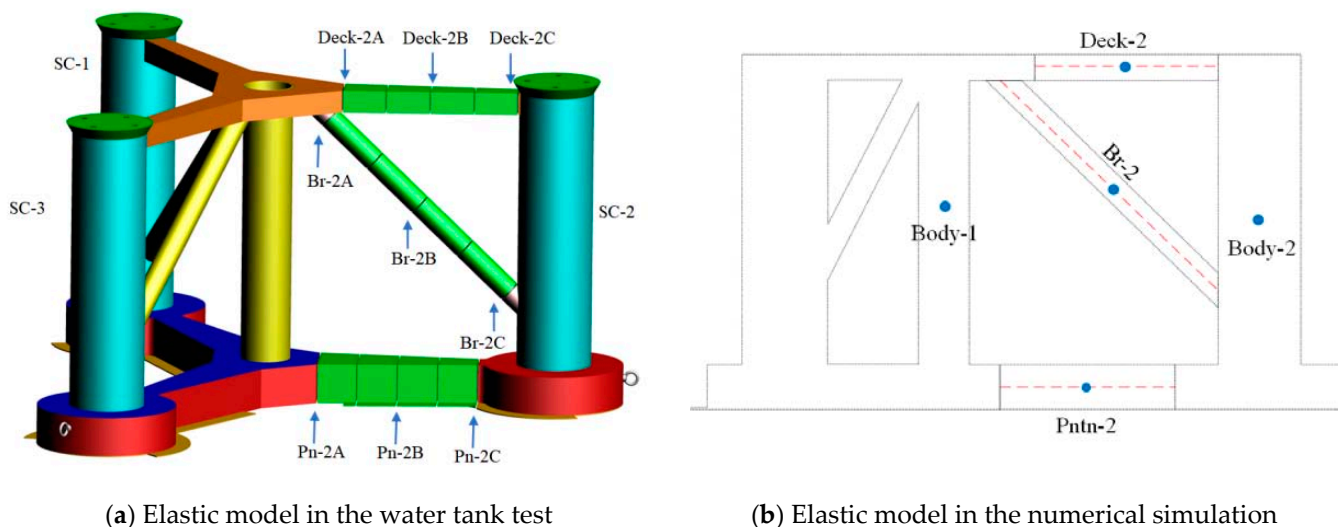 Deck-2A Deck-2B Deck-2C
SC-1
SC-3
SC-2
Br-2A
Br-2B
Br-2C
Pn-2A Pn-2B Pn-2C
(a) Elastic model in the water tank test
Deck-2
Br-2
Body-1
Body-2
Pntn-2
(b) Elastic model in the numerical simulation